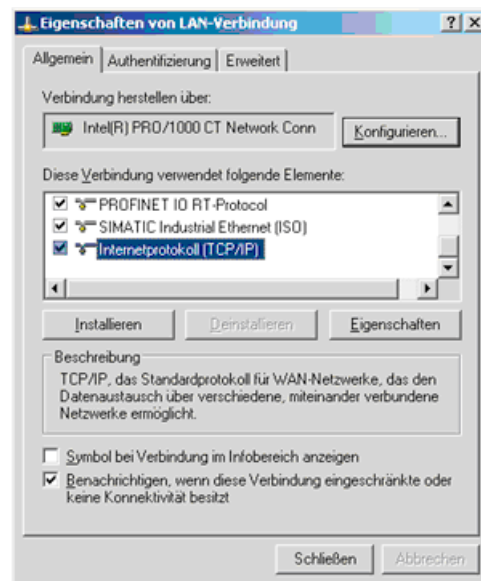 Eigenschaften von LAN-Verbindung
Allgemein Authentifizierung Erweitert
Verbindung herstellen über:
Intel(R) PRO/1000 CT Network Conn Konfigurieren...
Diese Verbindung verwendet folgende Elemente:
PROFINET IO RT-Protocol
SIMATIC Industrial Ethernet (ISO)
Internetprotokoll (TCP/IP)
Installieren Deinstallieren Eigenschaften
Beschreibung
TCP/IP, das Standardprotokoll für WAN-Netzwerke, das den
Datenaustausch über verschiedene, miteinander verbundene
Netzwerke ermöglicht.
Symbol bei Verbindung im Infobereich anzeigen
Benachrichtigen, wenn diese Verbindung eingeschränkte oder
keine Konnektivität besitzt
Schließen Abbrechen